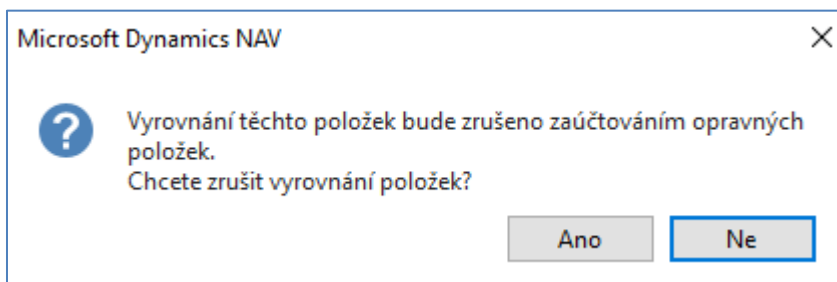 Microsoft Dynamics NAV
Vyrovnání těchto položek bude zrušeno zaúčtováním opravných
položek.
Chcete zrušit vyrovnání položek?
Ano
Ne